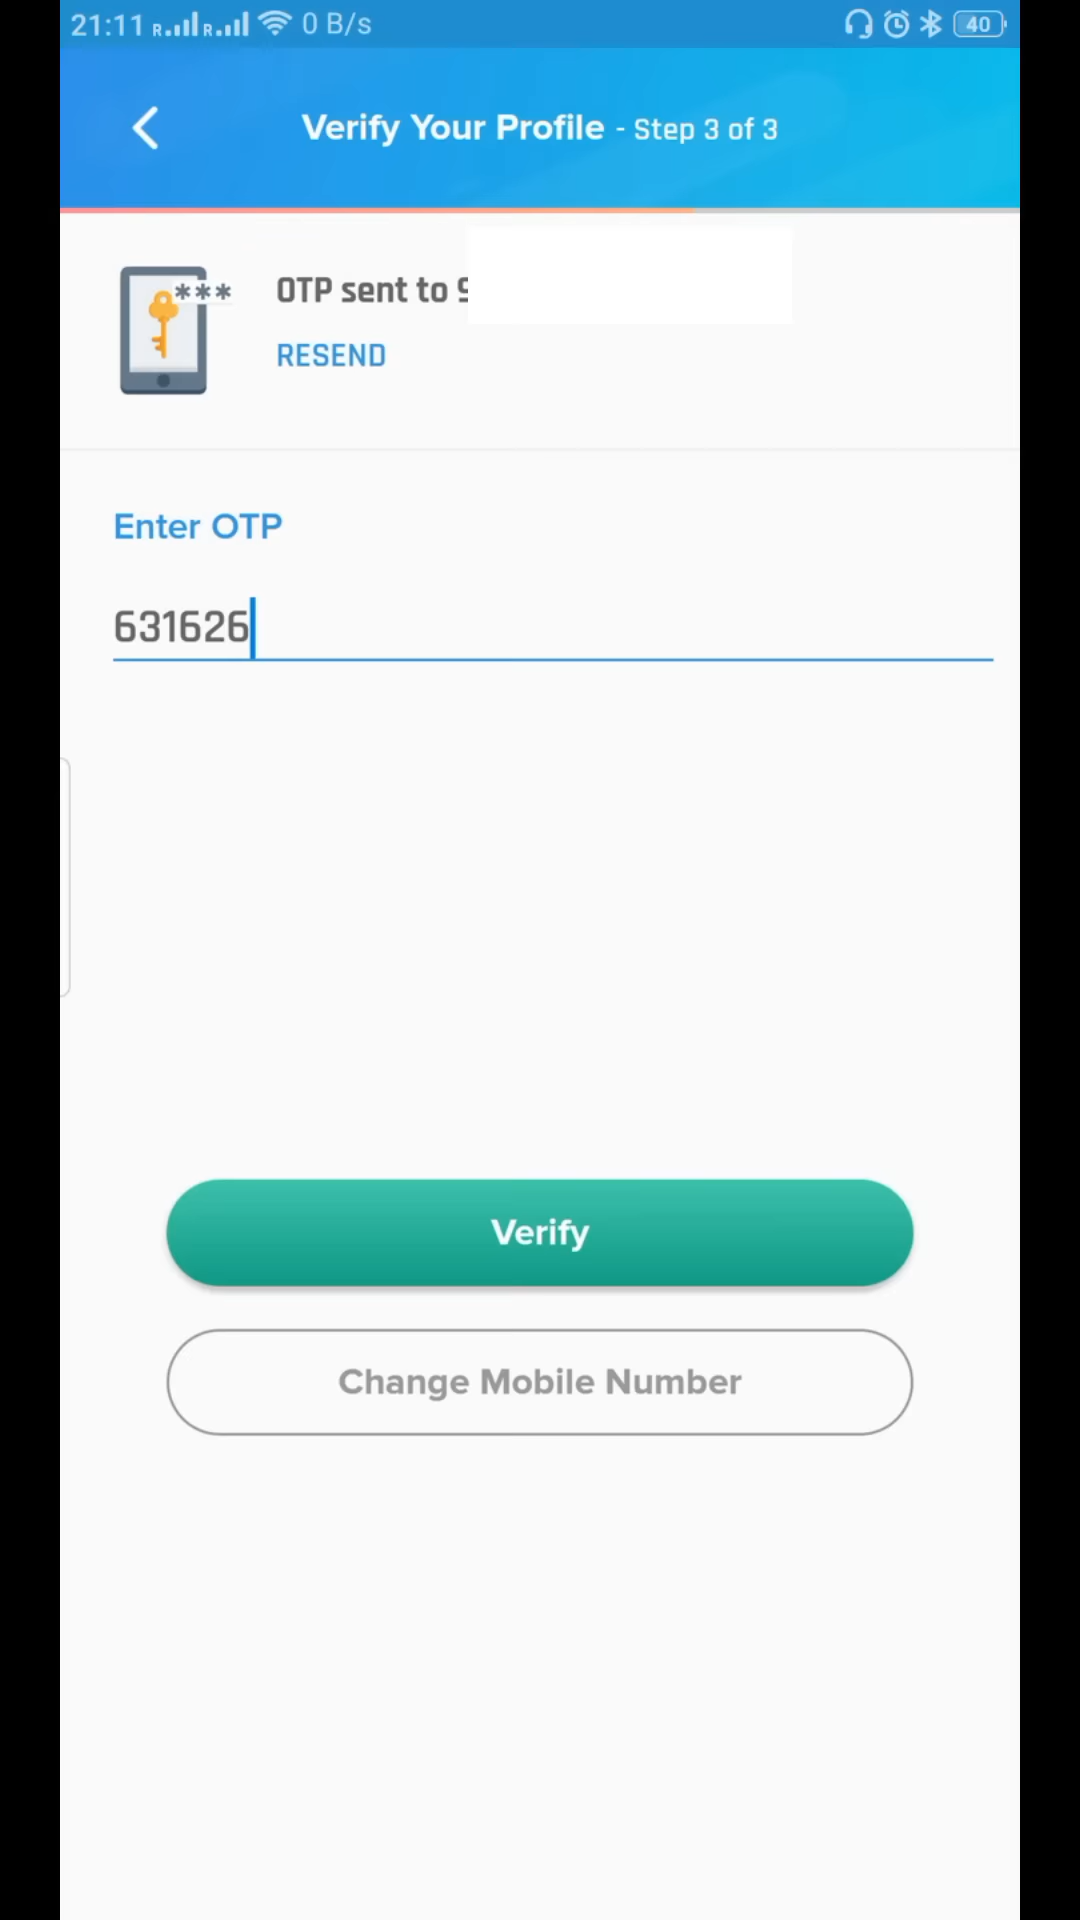 21:11 R R 0 B/s 40
Verify Your Profile - Step 3 of 3
***
OTP sent to
RESEND
Enter OTP
631626
Verify
Change Mobile Number